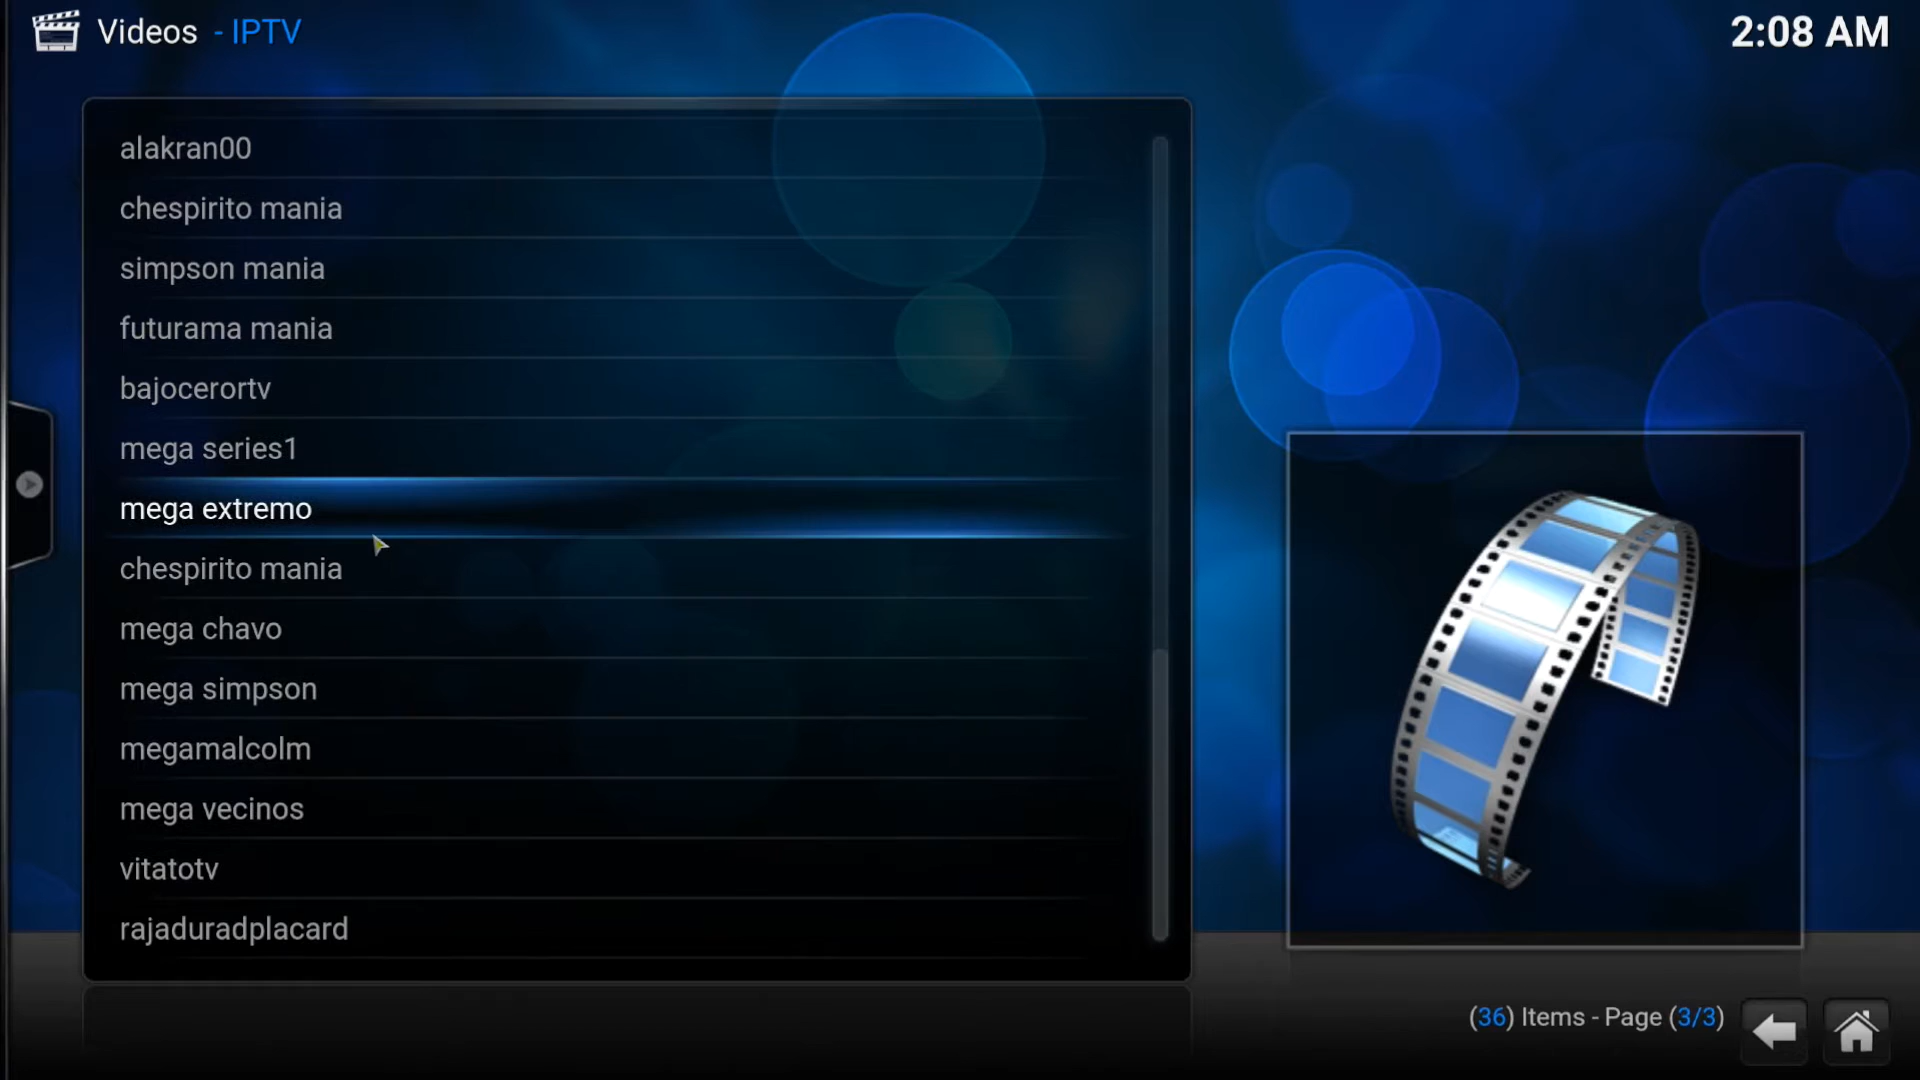 Videos - IPTV
2:08 AM
alakran00
chespirito mania
simpson mania
futurama mania
bajocerortv
mega series1
mega extremo
chespirito mania
mega chavo
mega simpson
megamalcolm
mega vecinos
vitatotv
rajaduradplacard
(36) Items - Page (3/3)